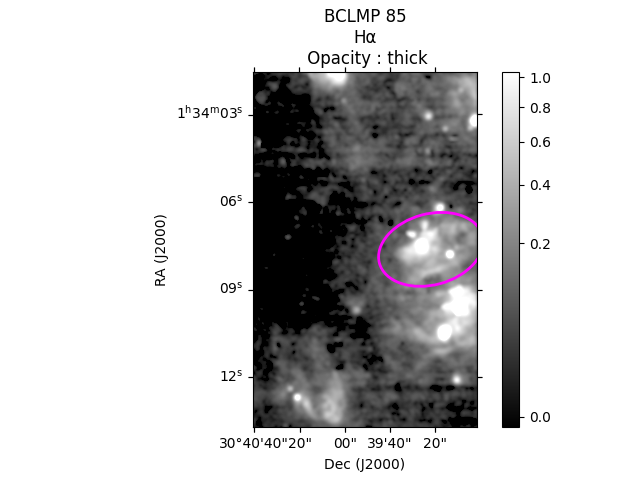 BCLMP 85
Hα
Opacity : thick
1ʰ34ᵐ03ˢ
06ˢ
09ˢ
12ˢ
RA (J2000)
30°40'40"20" 00" 39'40" 20"
Dec (J2000)
1.0
0.8
0.6
0.4
0.2
0.0